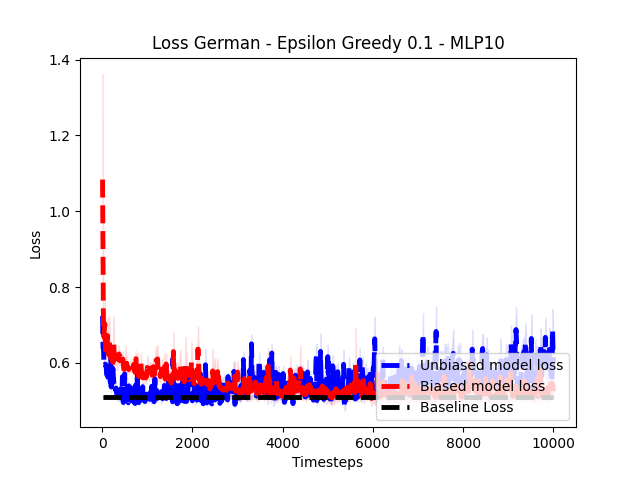 Loss German - Epsilon Greedy 0.1 - MLP10
1.4
1.2
1.0
0.8
0.6
Loss
Unbiased model loss
Biased model loss
Baseline Loss
0 2000 4000 6000 8000 10000
Timesteps